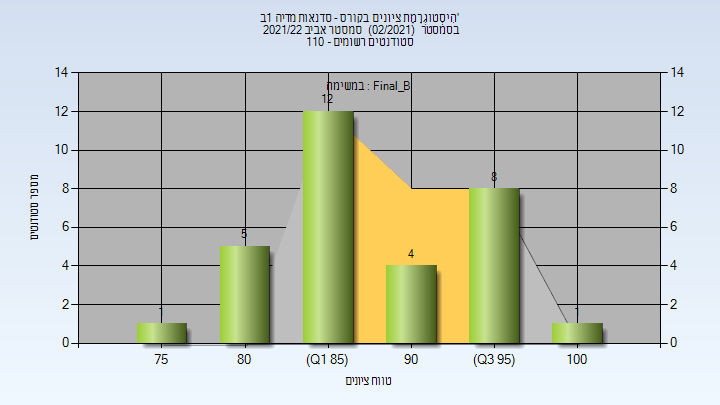 היסטוגרמת ציונים בקורס - סדנאות מדיה 1ב'
בסמסטר (02/2021) סמסטר אביב 2021/22
סטודנטים רשומים - 110
במשימה : Final_B
מספר סטודנטים
14 14
12 12
10 10
8 8
6 6
4 4
2 2
0 0
1 5 12 4 8 1
75 80 (Q1 85) 90 (Q3 95) 100
טווח ציונים